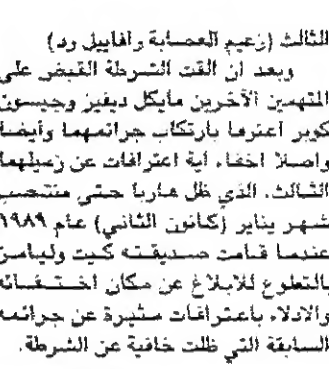 الثالث (زعيم العصابة رافاييل رد)
وبعد ان القت الشرطة القبض على
المتهمين الآخرين مايكل ديفيز وجيسون
كوبر اعترفا بارتكاب جرائمهما وأيضا
واصلا اخفاء اية اعترافات عن زميلهما
الثالث. الذي ظل هاربا حتى منتصف
شهر يناير (كانون الثاني) عام ١٩٨٩
عندما قامت صديقته كيت وليامز
بالتطوع للابلاغ عن مكان اختفائه
والادلاء باعترافات مثيرة عن جرائمه
السابقة التي ظلت خافية عن الشرطة.